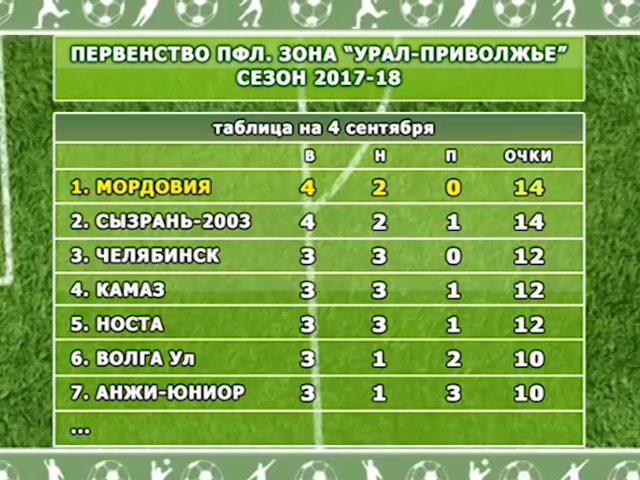 ПЕРВЕНСТВО ПФЛ. ЗОНА "УРАЛ-ПРИВОЛЖЬЕ"
СЕЗОН 2017-18
таблица на 4 сентября
В Н П ОЧКИ
1. МОРДОВИЯ 4 2 0 14
2. СЫЗРАНЬ-2003 4 2 1 14
3. ЧЕЛЯБИНСК 3 3 0 12
4. КАМАЗ 3 3 1 12
5. НОСТА 3 3 1 12
6. ВОЛГА Ул 3 1 2 10
7. АНЖИ-ЮНИОР 3 1 3 10
...